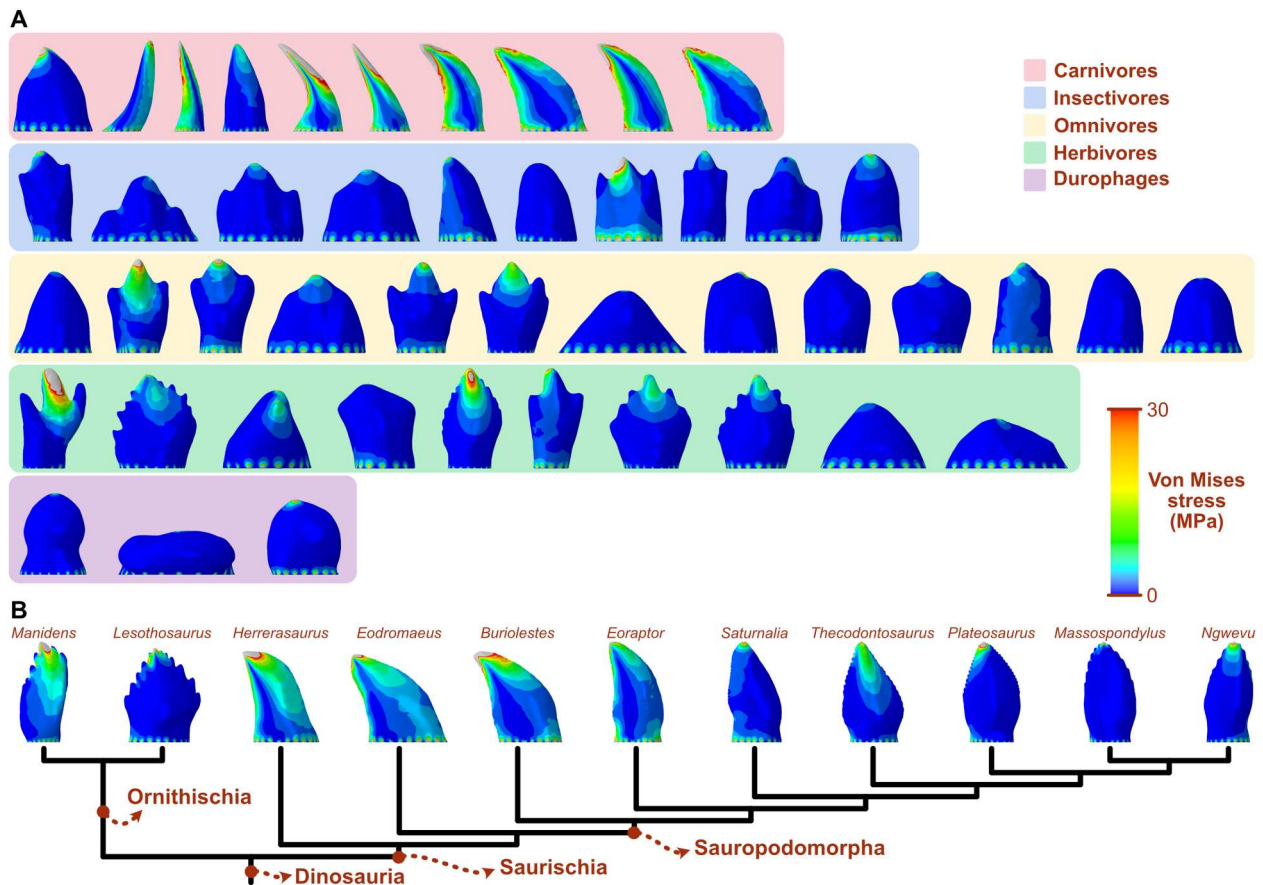 A
Carnivores
Insectivores
Omnivores
Herbivores
Durophages
30
Von Mises
stress
(MPa)
0
B
Manidens Lesothosaurus Herrerasaurus Eodromaeus Buriolestes Eoraptor Saturnalia Thecodontosaurus Plateosaurus Massospondylus Ngwevu
Ornithischia
Sauropodomorpha
Saurischia
Dinosauria